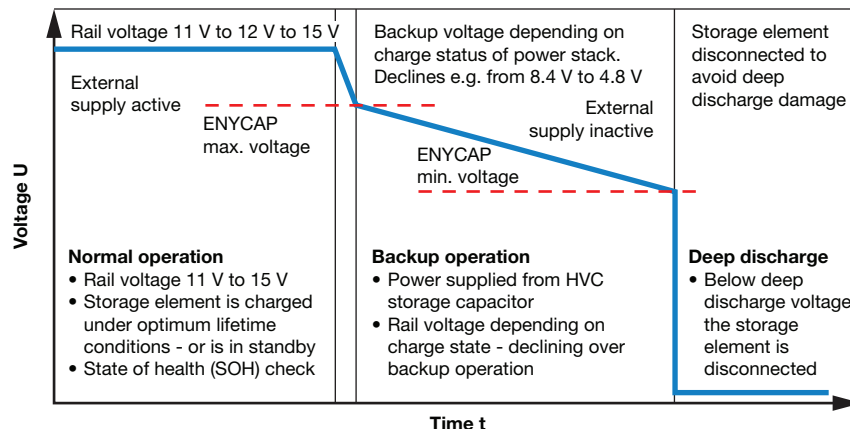 Rail voltage 11 V to 12 V to 15 V
Backup voltage depending on
charge status of power stack.
Declines e.g. from 8.4 V to 4.8 V
Storage element
disconnected to
avoid deep
discharge damage
External
supply active
ENYCAP
max. voltage
External
supply inactive
ENYCAP
min. voltage
Voltage U
Normal operation
• Rail voltage 11 V to 15 V
• Storage element is charged
under optimum lifetime
conditions - or is in standby
• State of health (SOH) check
Backup operation
• Power supplied from HVC
storage capacitor
• Rail voltage depending on
charge state - declining over
backup operation
Deep discharge
• Below deep
discharge voltage
the storage
element is
disconnected
Time t